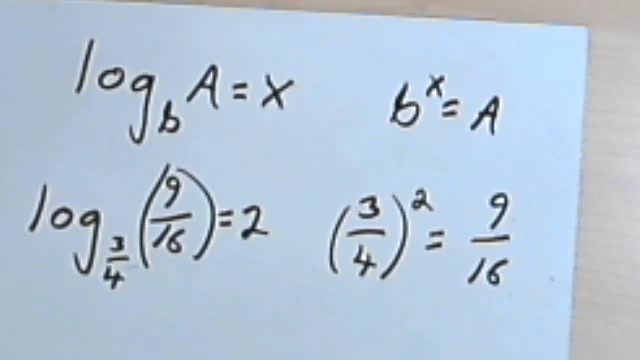 log_b A = x    b^x = A
log_{3/4} (9/16) = 2    (3/4)^2 = 9/16